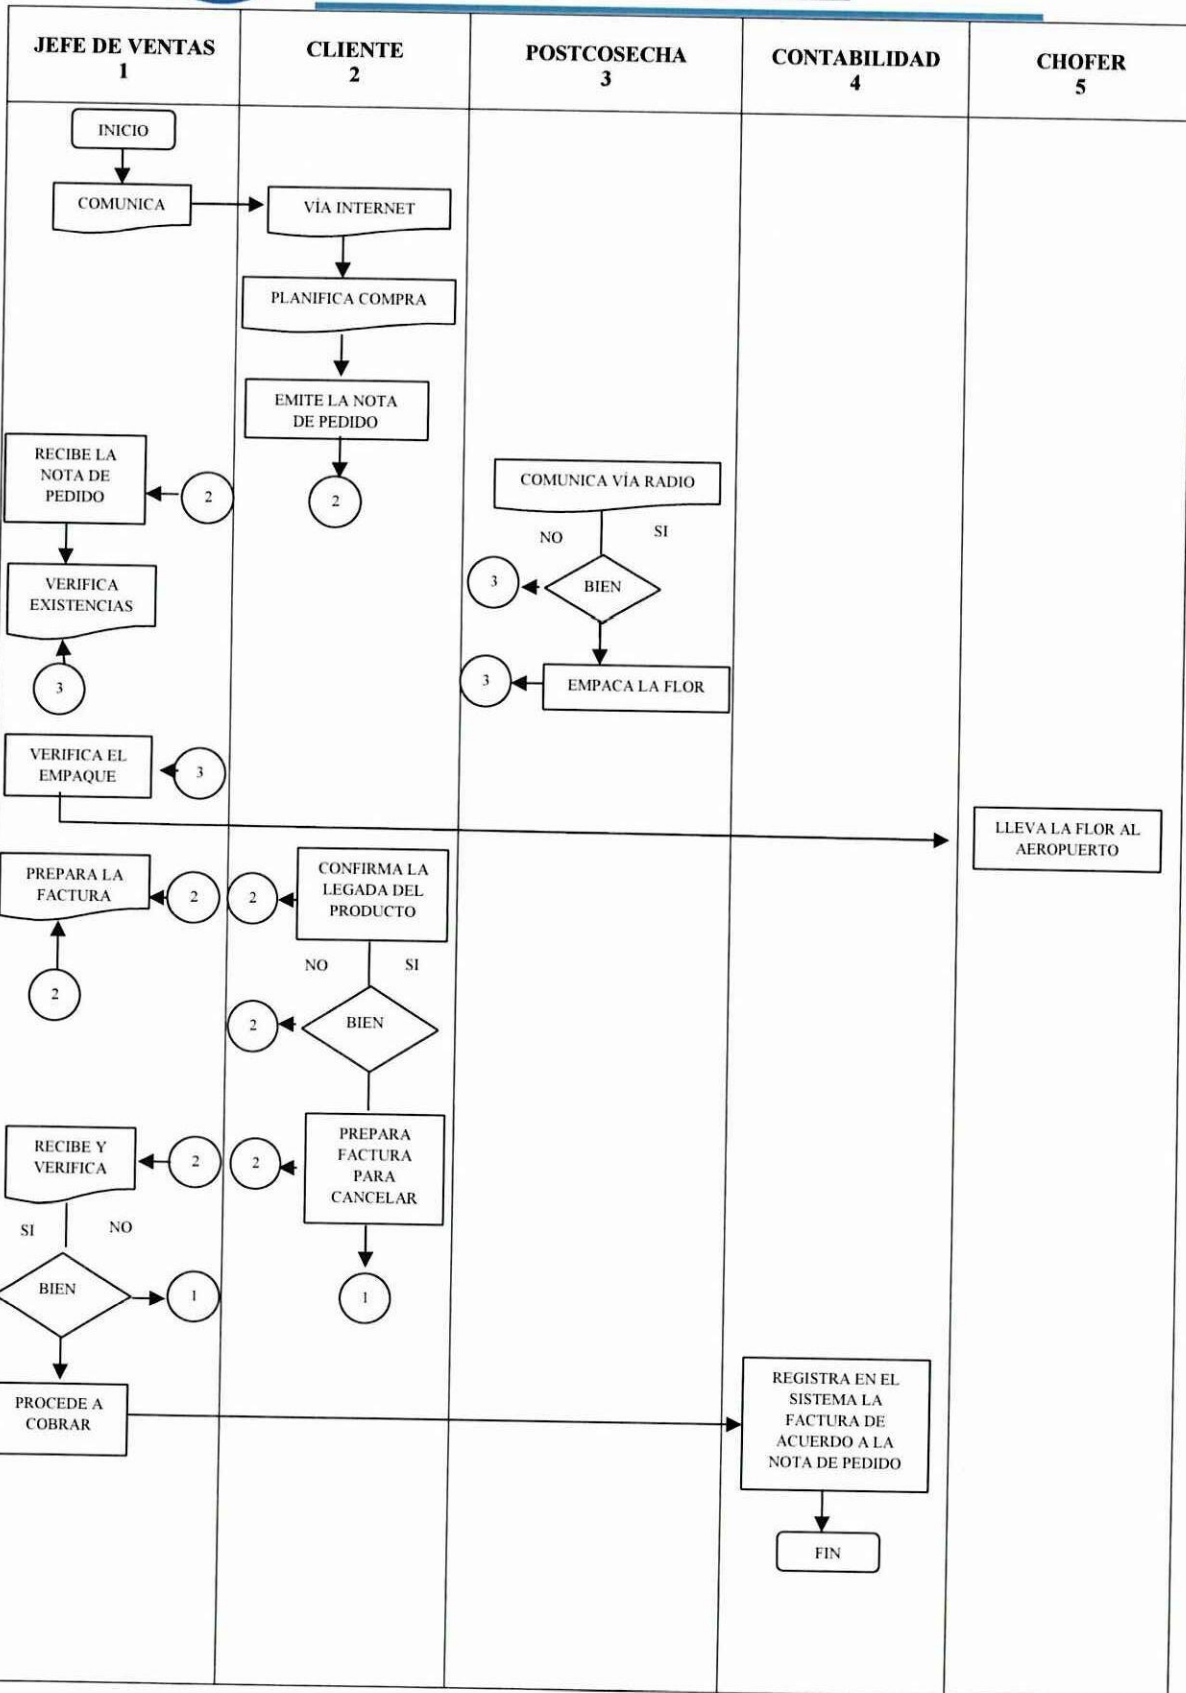 JEFE DE VENTAS
1
CLIENTE
2
POSTCOSECHA
3
CONTABILIDAD
4
CHOFER
5
INICIO
COMUNICA
VÍA INTERNET
PLANIFICA COMPRA
EMITE LA NOTA
DE PEDIDO
RECIBE LA
NOTA DE
PEDIDO
2
2
COMUNICA VÍA RADIO
NO
SI
BIEN
3
VERIFICA
EXISTENCIAS
3
EMPACA LA FLOR
3
VERIFICA EL
EMPAQUE
3
LLEVA LA FLOR AL
AEROPUERTO
PREPARA LA
FACTURA
2
2
CONFIRMA LA
LEGADA DEL
PRODUCTO
NO
SI
2
2
BIEN
RECIBE Y
VERIFICA
2
2
PREPARA
FACTURA
PARA
CANCELAR
SI
NO
BIEN
1
1
PROCEDE A
COBRAR
REGISTRA EN EL
SISTEMA LA
FACTURA DE
ACUERDO A LA
NOTA DE PEDIDO
FIN